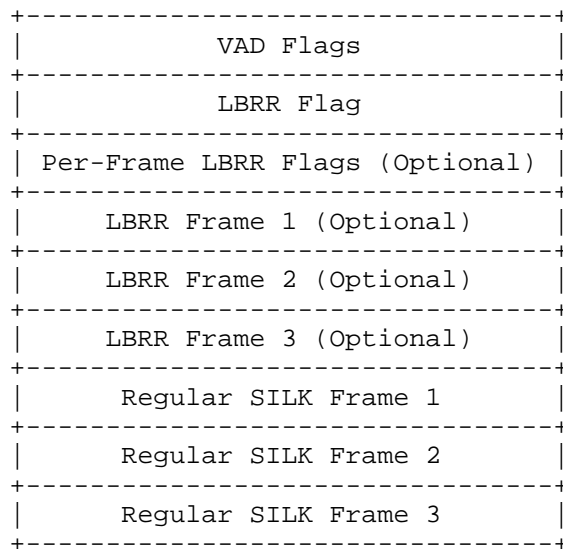 VAD Flags
LBRR Flag
Per-Frame LBRR Flags (Optional)
LBRR Frame 1 (Optional)
LBRR Frame 2 (Optional)
LBRR Frame 3 (Optional)
Regular SILK Frame 1
Regular SILK Frame 2
Regular SILK Frame 3